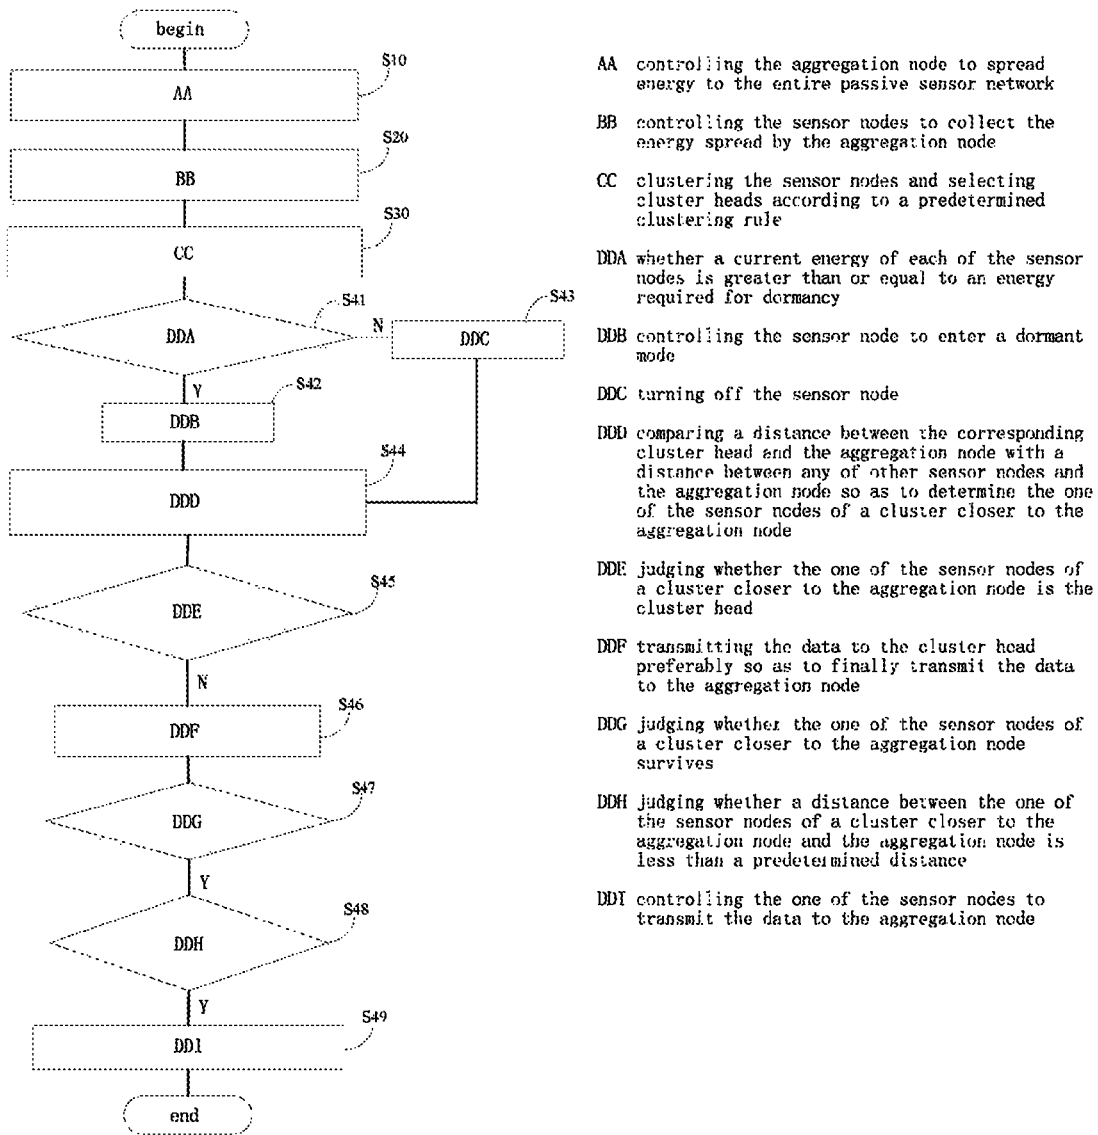 begin
S10
AA
S20
BB
S30
CC
S41
DDA
N
S43
DDC
Y
S42
DDB
S44
DDD
S45
DDE
N
S46
DDF
S47
DDG
Y
S48
DDH
Y
S49
DDI
end
AA controlling the aggregation node to spread
energy to the entire passive sensor network
BB controlling the sensor nodes to collect the
energy spread by the aggregation node
CC clustering the sensor nodes and selecting
cluster heads according to a predetermined
clustering rule
DDA whether a current energy of each of the sensor
nodes is greater than or equal to an energy
required for dormancy
DDB controlling the sensor node to enter a dormant
mode
DDC turning off the sensor node
DDD comparing a distance between the corresponding
cluster head and the aggregation node with a
distance between any of other sensor nodes and
the aggregation node so as to determine the one
of the sensor nodes of a cluster closer to the
aggregation node
DDE judging whether the one of the sensor nodes of
a cluster closer to the aggregation node is the
cluster head
DDF transmitting the data to the cluster head
preferably so as to finally transmit the data
to the aggregation node
DDG judging whether the one of the sensor nodes of
a cluster closer to the aggregation node
survives
DDH judging whether a distance between the one of
the sensor nodes of a cluster closer to the
aggregation node and the aggregation node is
less than a predetermined distance
DDI controlling the one of the sensor nodes to
transmit the data to the aggregation node